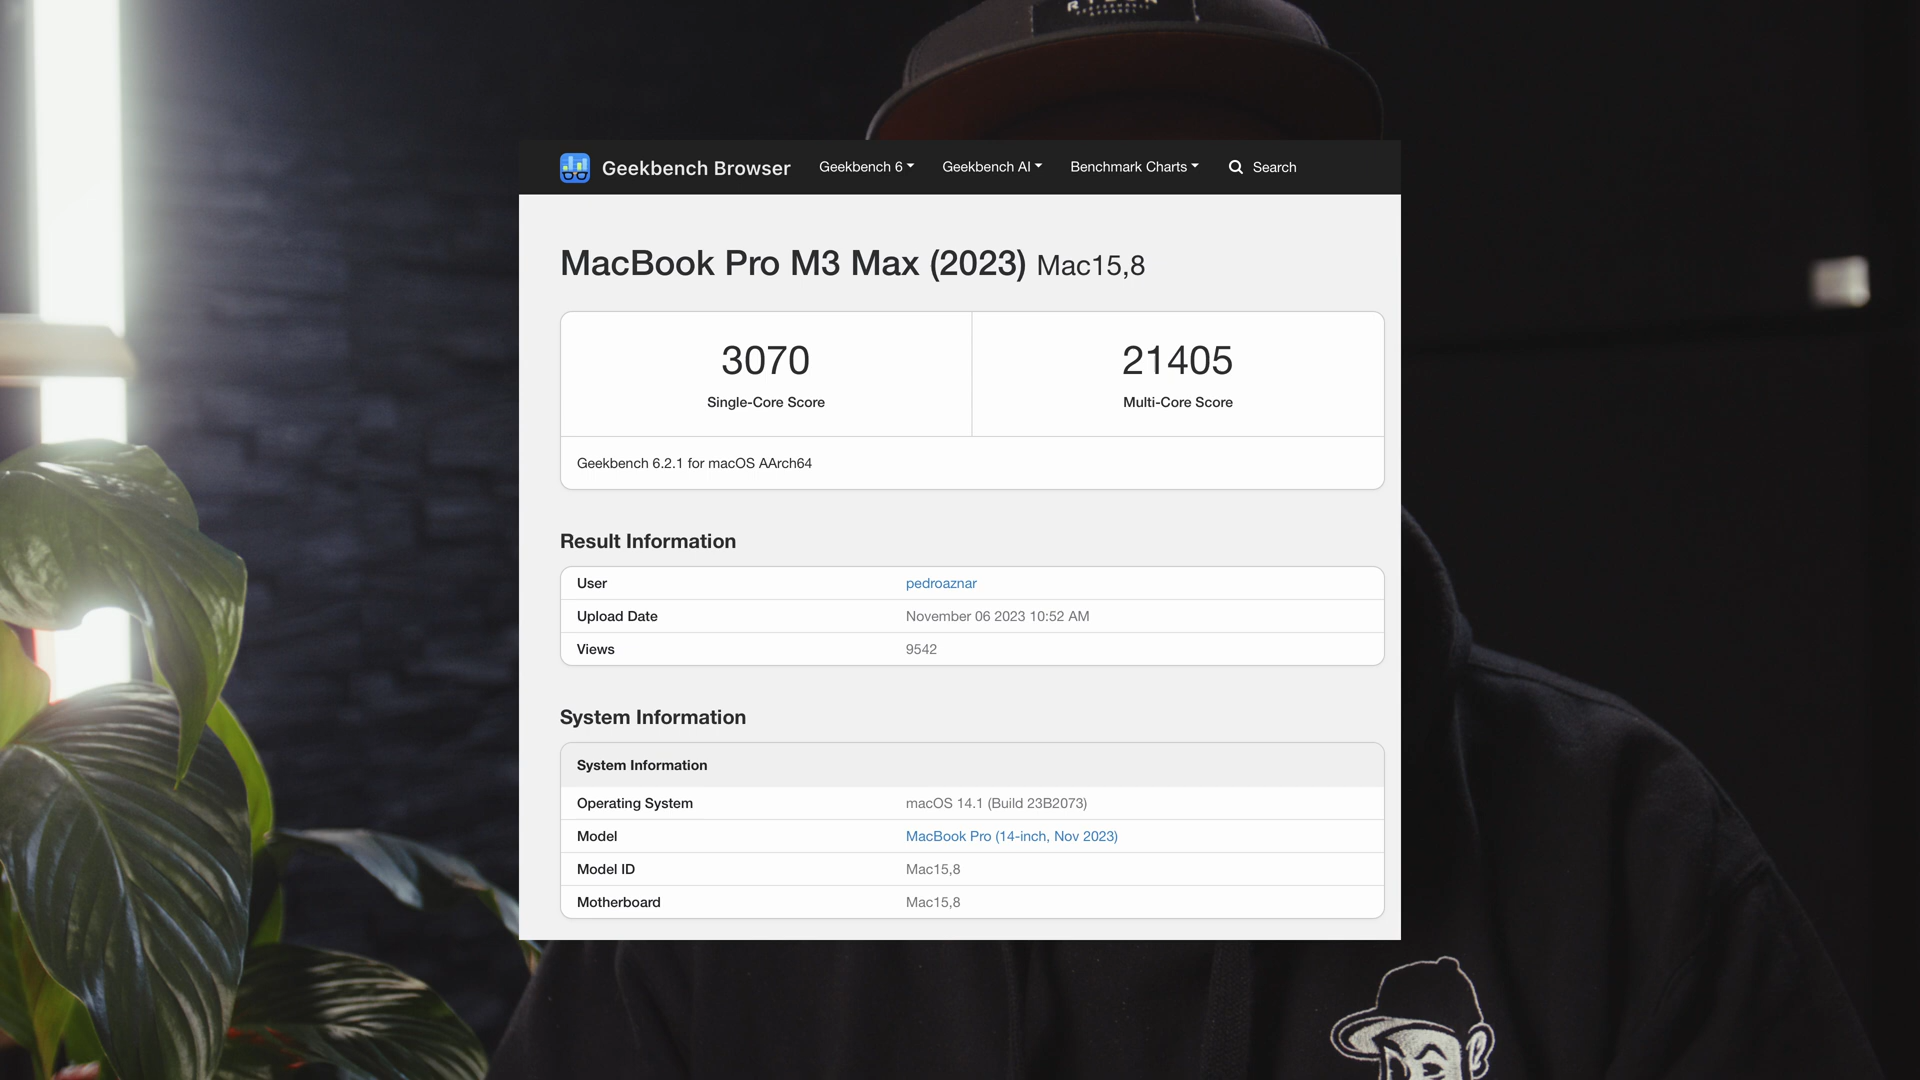 Geekbench Browser Geekbench 6 Geekbench AI Benchmark Charts Search
MacBook Pro M3 Max (2023) Mac15,8
3070 21405
Single-Core Score Multi-Core Score
Geekbench 6.2.1 for macOS AArch64
Result Information
User pedroaznar
Upload Date November 06 2023 10:52 AM
Views 9542
System Information
System Information
Operating System macOS 14.1 (Build 23B2073)
Model MacBook Pro (14-inch, Nov 2023)
Model ID Mac15,8
Motherboard Mac15,8